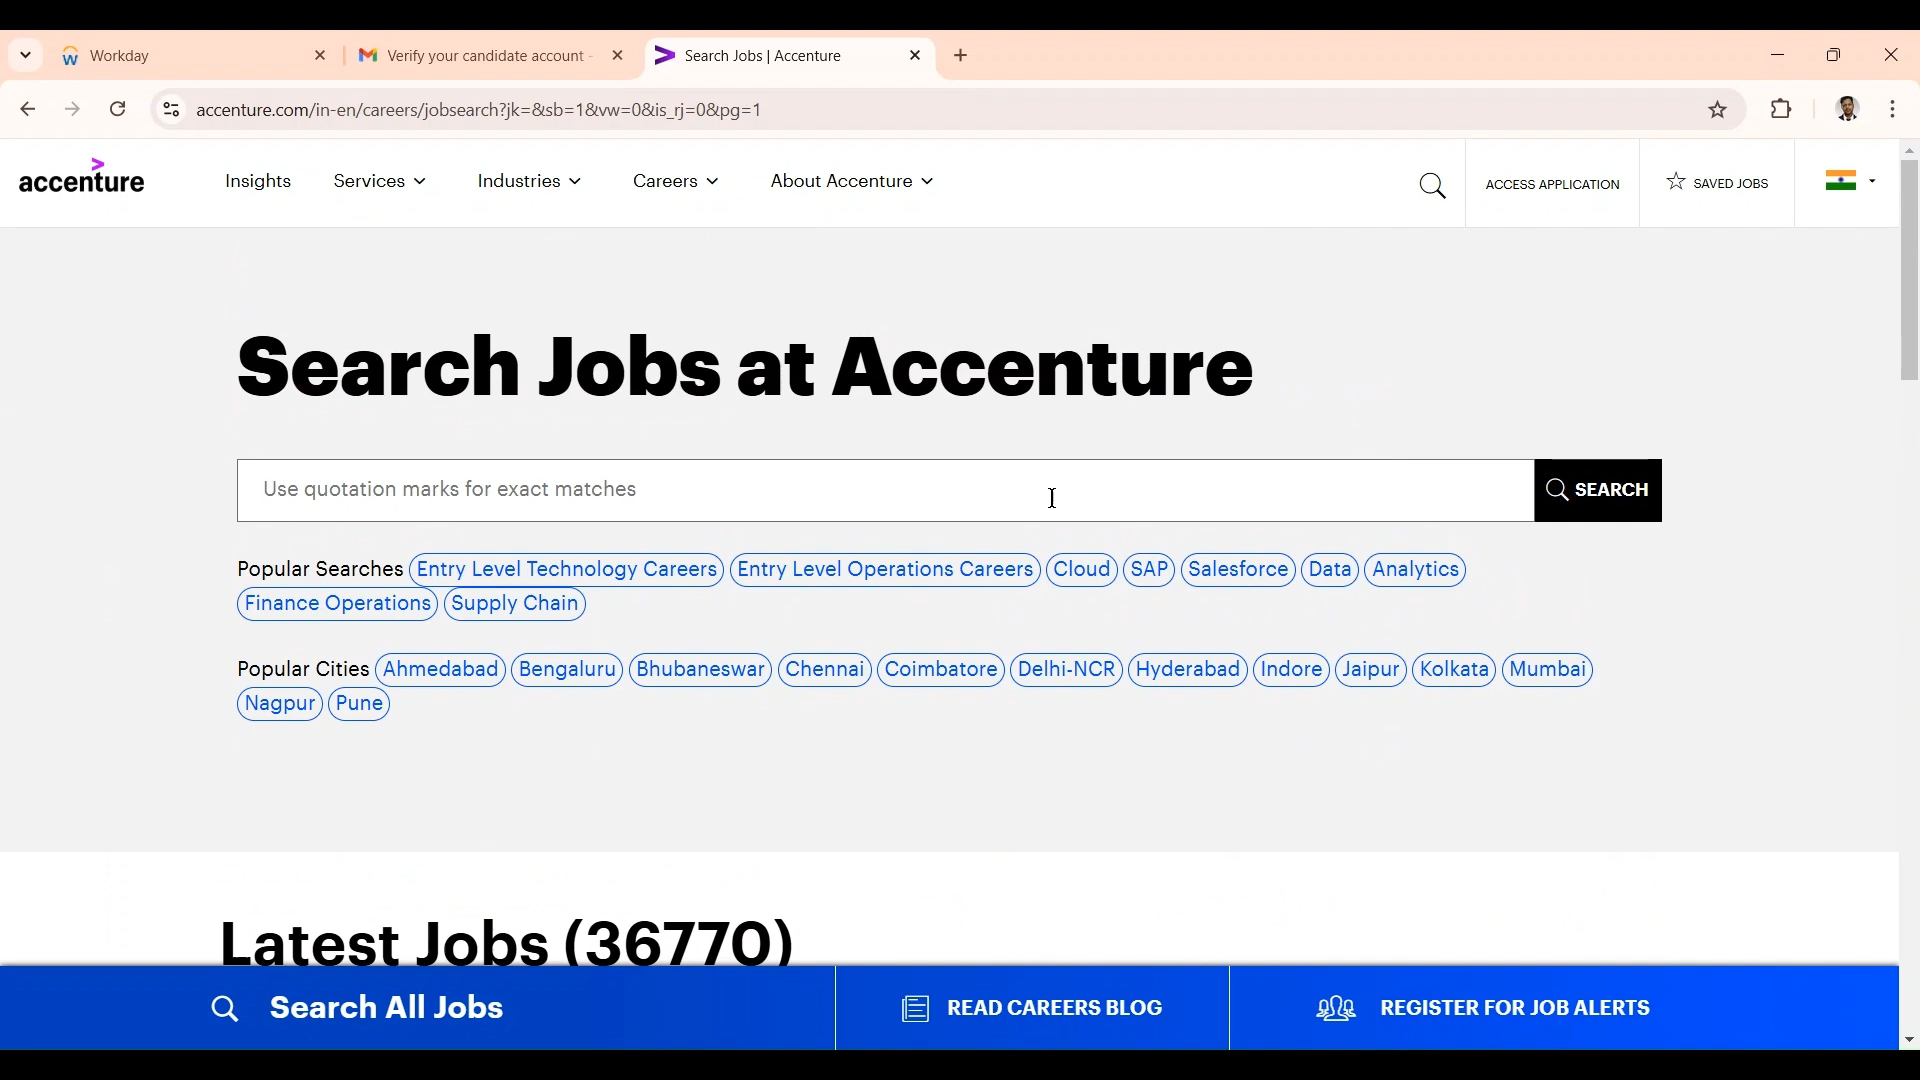 Workday
Verify your candidate account -
Search Jobs | Accenture
accenture.com/in-en/careers/jobsearch?jk=&sb=1&vw=0&is_rj=0&pg=1
accenture
Insights
Services
Industries
Careers
About Accenture
ACCESS APPLICATION
SAVED JOBS
Search Jobs at Accenture
Use quotation marks for exact matches
SEARCH
Popular Searches Entry Level Technology Careers Entry Level Operations Careers Cloud SAP Salesforce Data Analytics
Finance Operations Supply Chain
Popular Cities Ahmedabad Bengaluru Bhubaneswar Chennai Coimbatore Delhi-NCR Hyderabad Indore Jaipur Kolkata Mumbai
Nagpur Pune
Latest Jobs (36770)
Search All Jobs
READ CAREERS BLOG
REGISTER FOR JOB ALERTS